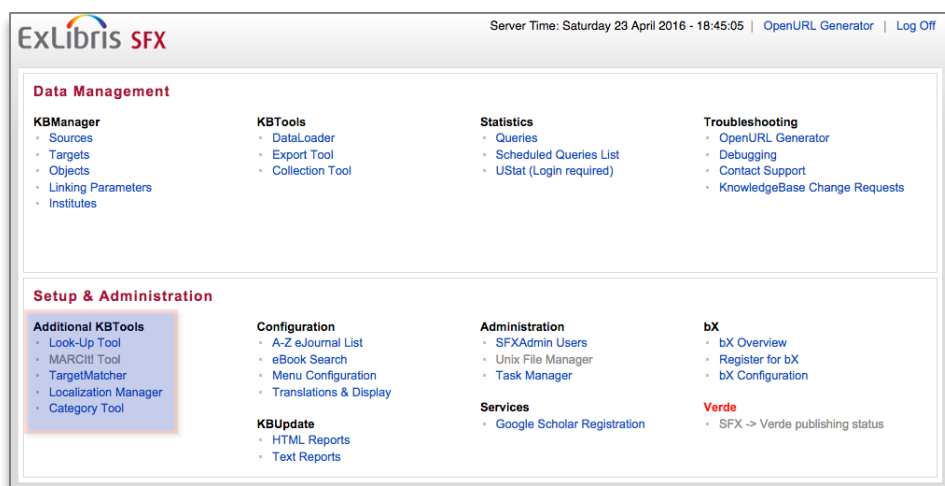 ExLibris SFX
Server Time: Saturday 23 April 2016 - 18:45:05 | OpenURL Generator | Log Off
Data Management
KBManager
Sources
Targets
Objects
Linking Parameters
Institutes
KBTools
DataLoader
Export Tool
Collection Tool
Statistics
Queries
Scheduled Queries List
UStat (Login required)
Troubleshooting
OpenURL Generator
Debugging
Contact Support
KnowledgeBase Change Requests
Setup & Administration
Additional KBTools
Look-Up Tool
MARCIt! Tool
TargetMatcher
Localization Manager
Category Tool
Configuration
A-Z eJournal List
eBook Search
Menu Configuration
Translations & Display
KBUpdate
HTML Reports
Text Reports
Administration
SFXAdmin Users
Unix File Manager
Task Manager
Services
Google Scholar Registration
bX
bX Overview
Register for bX
bX Configuration
Verde
SFX -> Verde publishing status